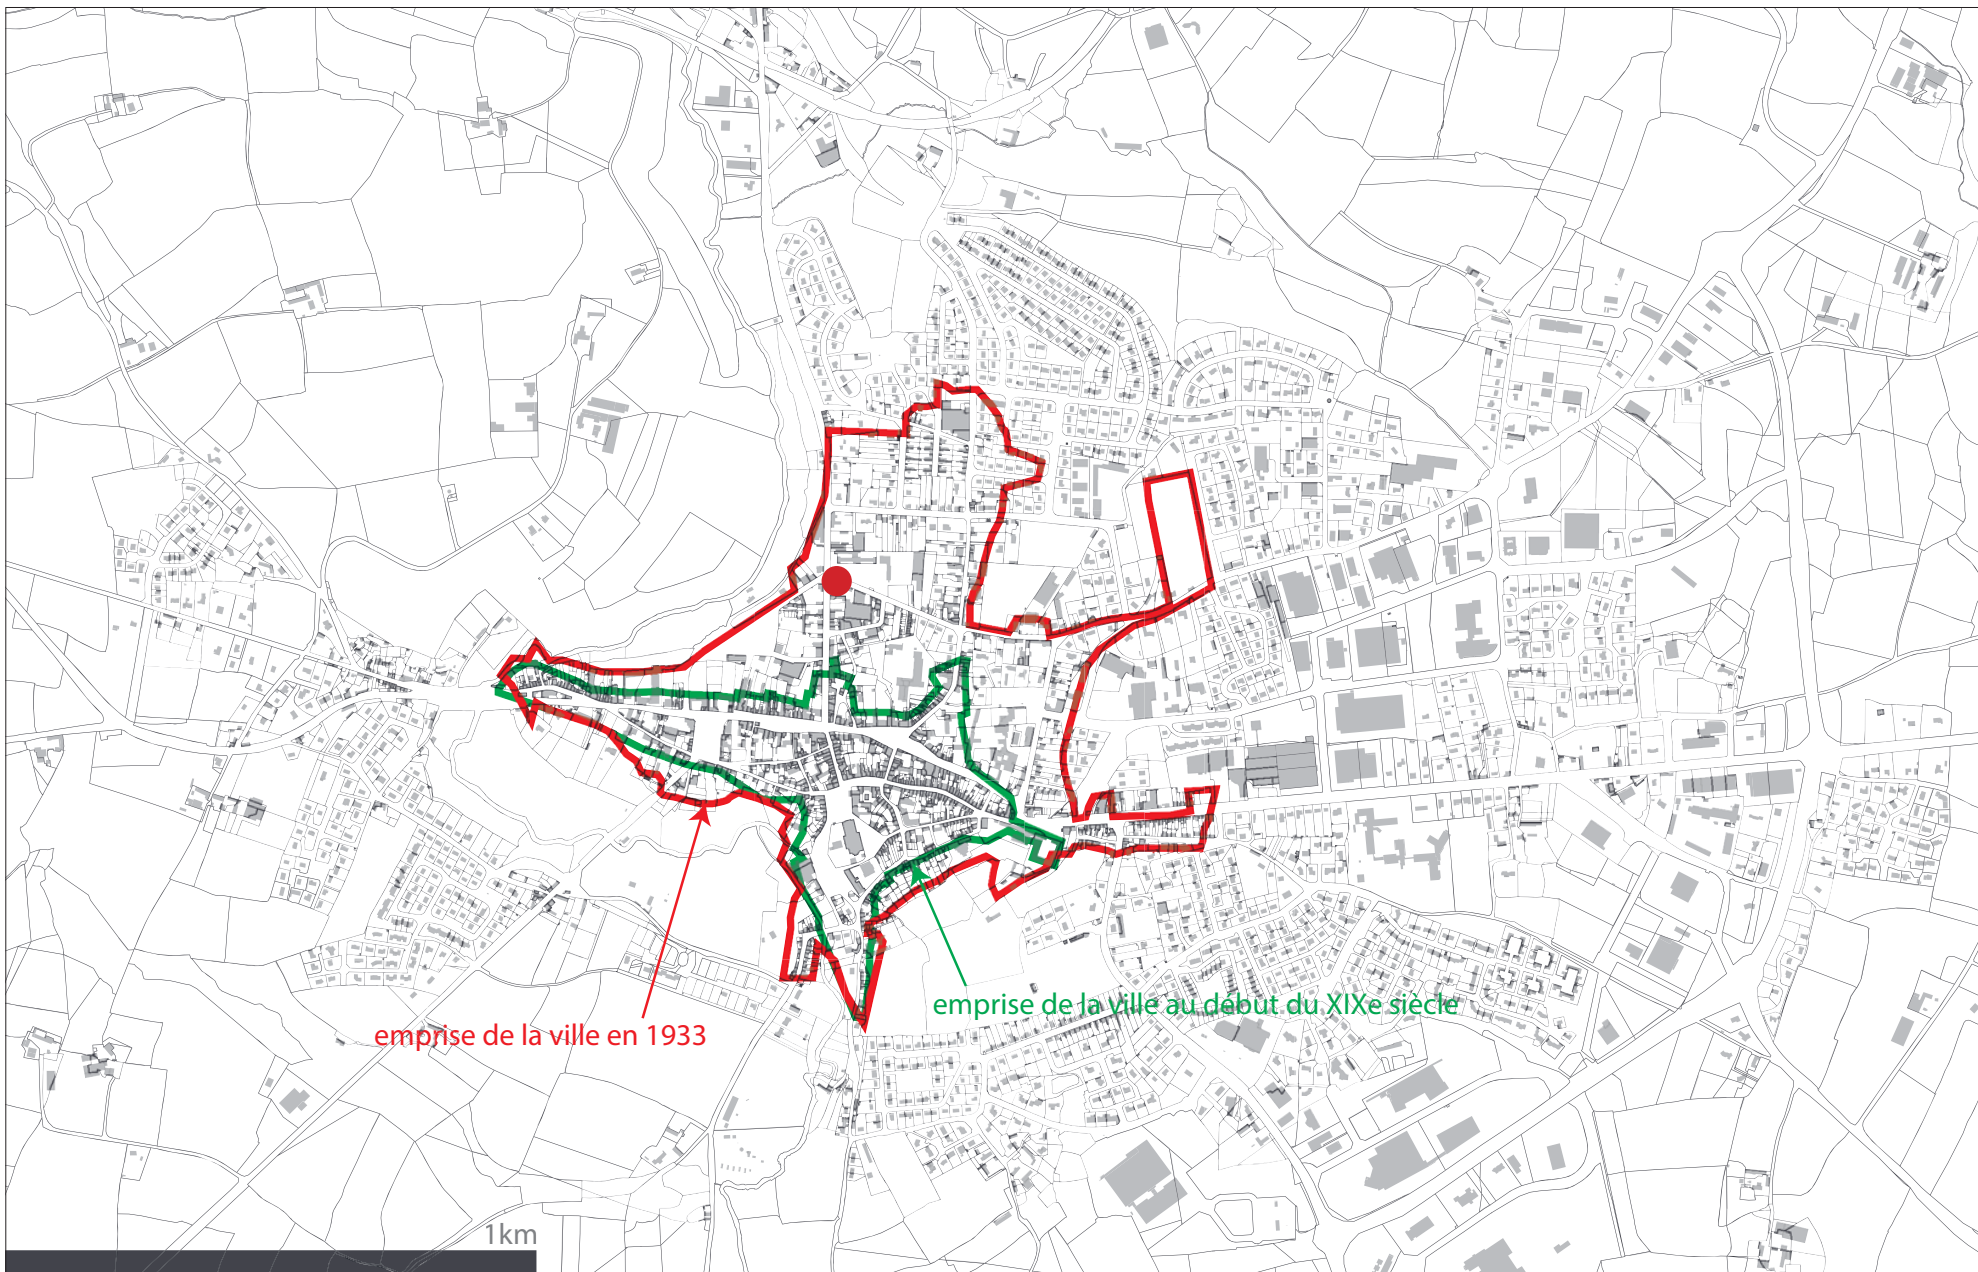 emprise de la ville au début du XIXe siècle
emprise de la ville en 1933
1km